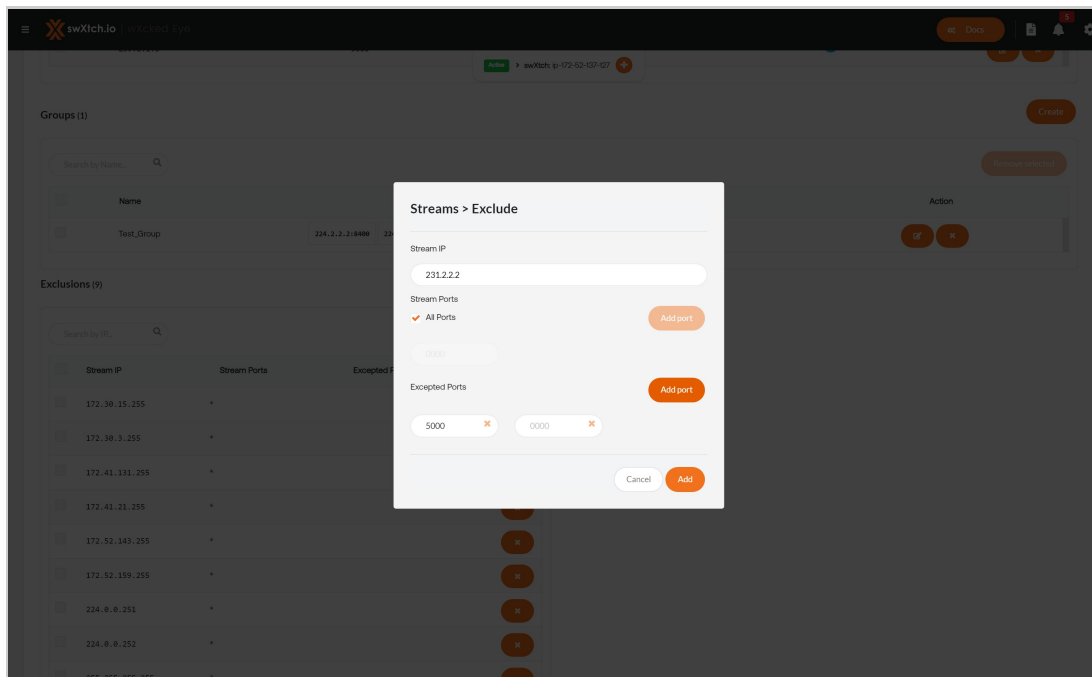 swXtch.io | wXcked Eye
Docs
5
Active > swXtch: ip-172-52-137-127
Groups (1)
Create
Search by Name...
Remove selected
Name
Action
Test_Group
224.2.2.2:8400
Exclusions (9)
Search by IP...
Stream IP
Stream Ports
172.30.15.255
*
172.30.3.255
*
172.41.131.255
172.41.21.255
*
172.52.143.255
*
172.52.159.255
*
224.0.0.251
*
224.0.0.252
*
Streams > Exclude
Stream IP
231.2.2.2
Stream Ports
All Ports
Add port
0000
Excepted Ports
Add port
5000
0000
Cancel
Add